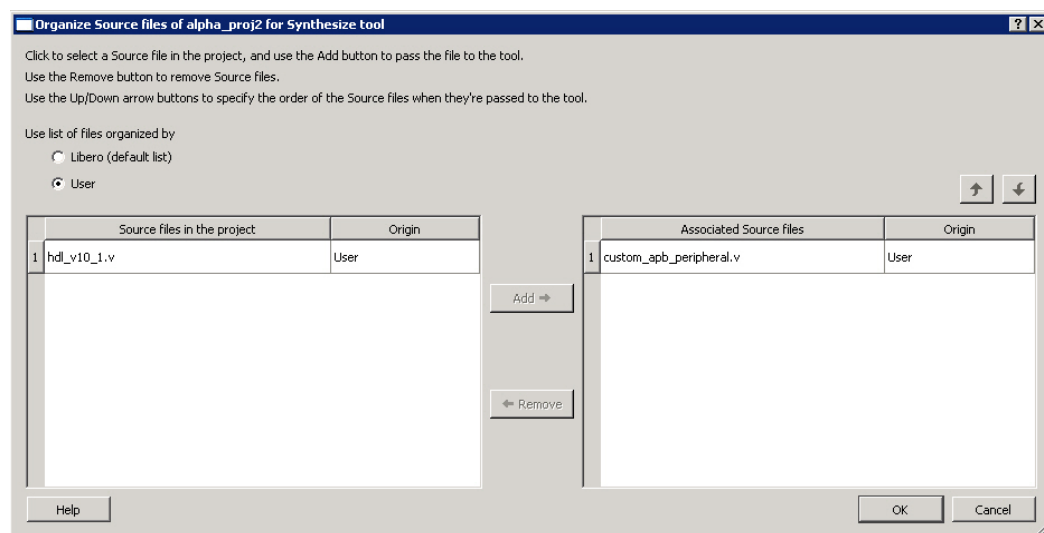 Organize Source files of alpha_proj2 for Synthesize tool
Click to select a Source file in the project, and use the Add button to pass the file to the tool.
Use the Remove button to remove Source files.
Use the Up/Down arrow buttons to specify the order of the Source files when they're passed to the tool.
Use list of files organized by
Libero (default list)
User
Source files in the project Origin
1 hdl_v10_1.v User
Add
Remove
Associated Source files Origin
1 custom_apb_peripheral.v User
Help OK Cancel